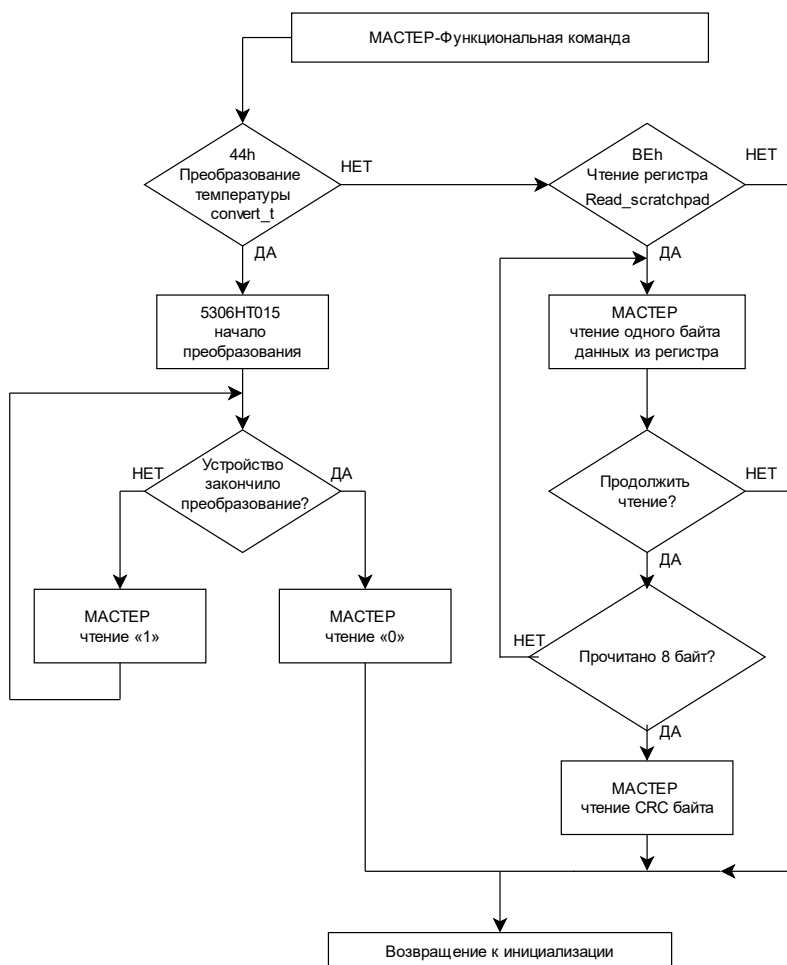 МАСТЕР-Функциональная команда
44h
Преобразование
температуры
convert_t
НЕТ
ДА
BEh
Чтение регистра
Read_scratchpad
НЕТ
ДА
5306НТ015
начало
преобразования
МАСТЕР
чтение одного байта
данных из регистра
Устройство
закончило
преобразование?
НЕТ
ДА
Продолжить
чтение?
НЕТ
ДА
МАСТЕР
чтение «1»
МАСТЕР
чтение «0»
Прочитано 8 байт?
НЕТ
ДА
МАСТЕР
чтение CRC байта
Возвращение к инициализации